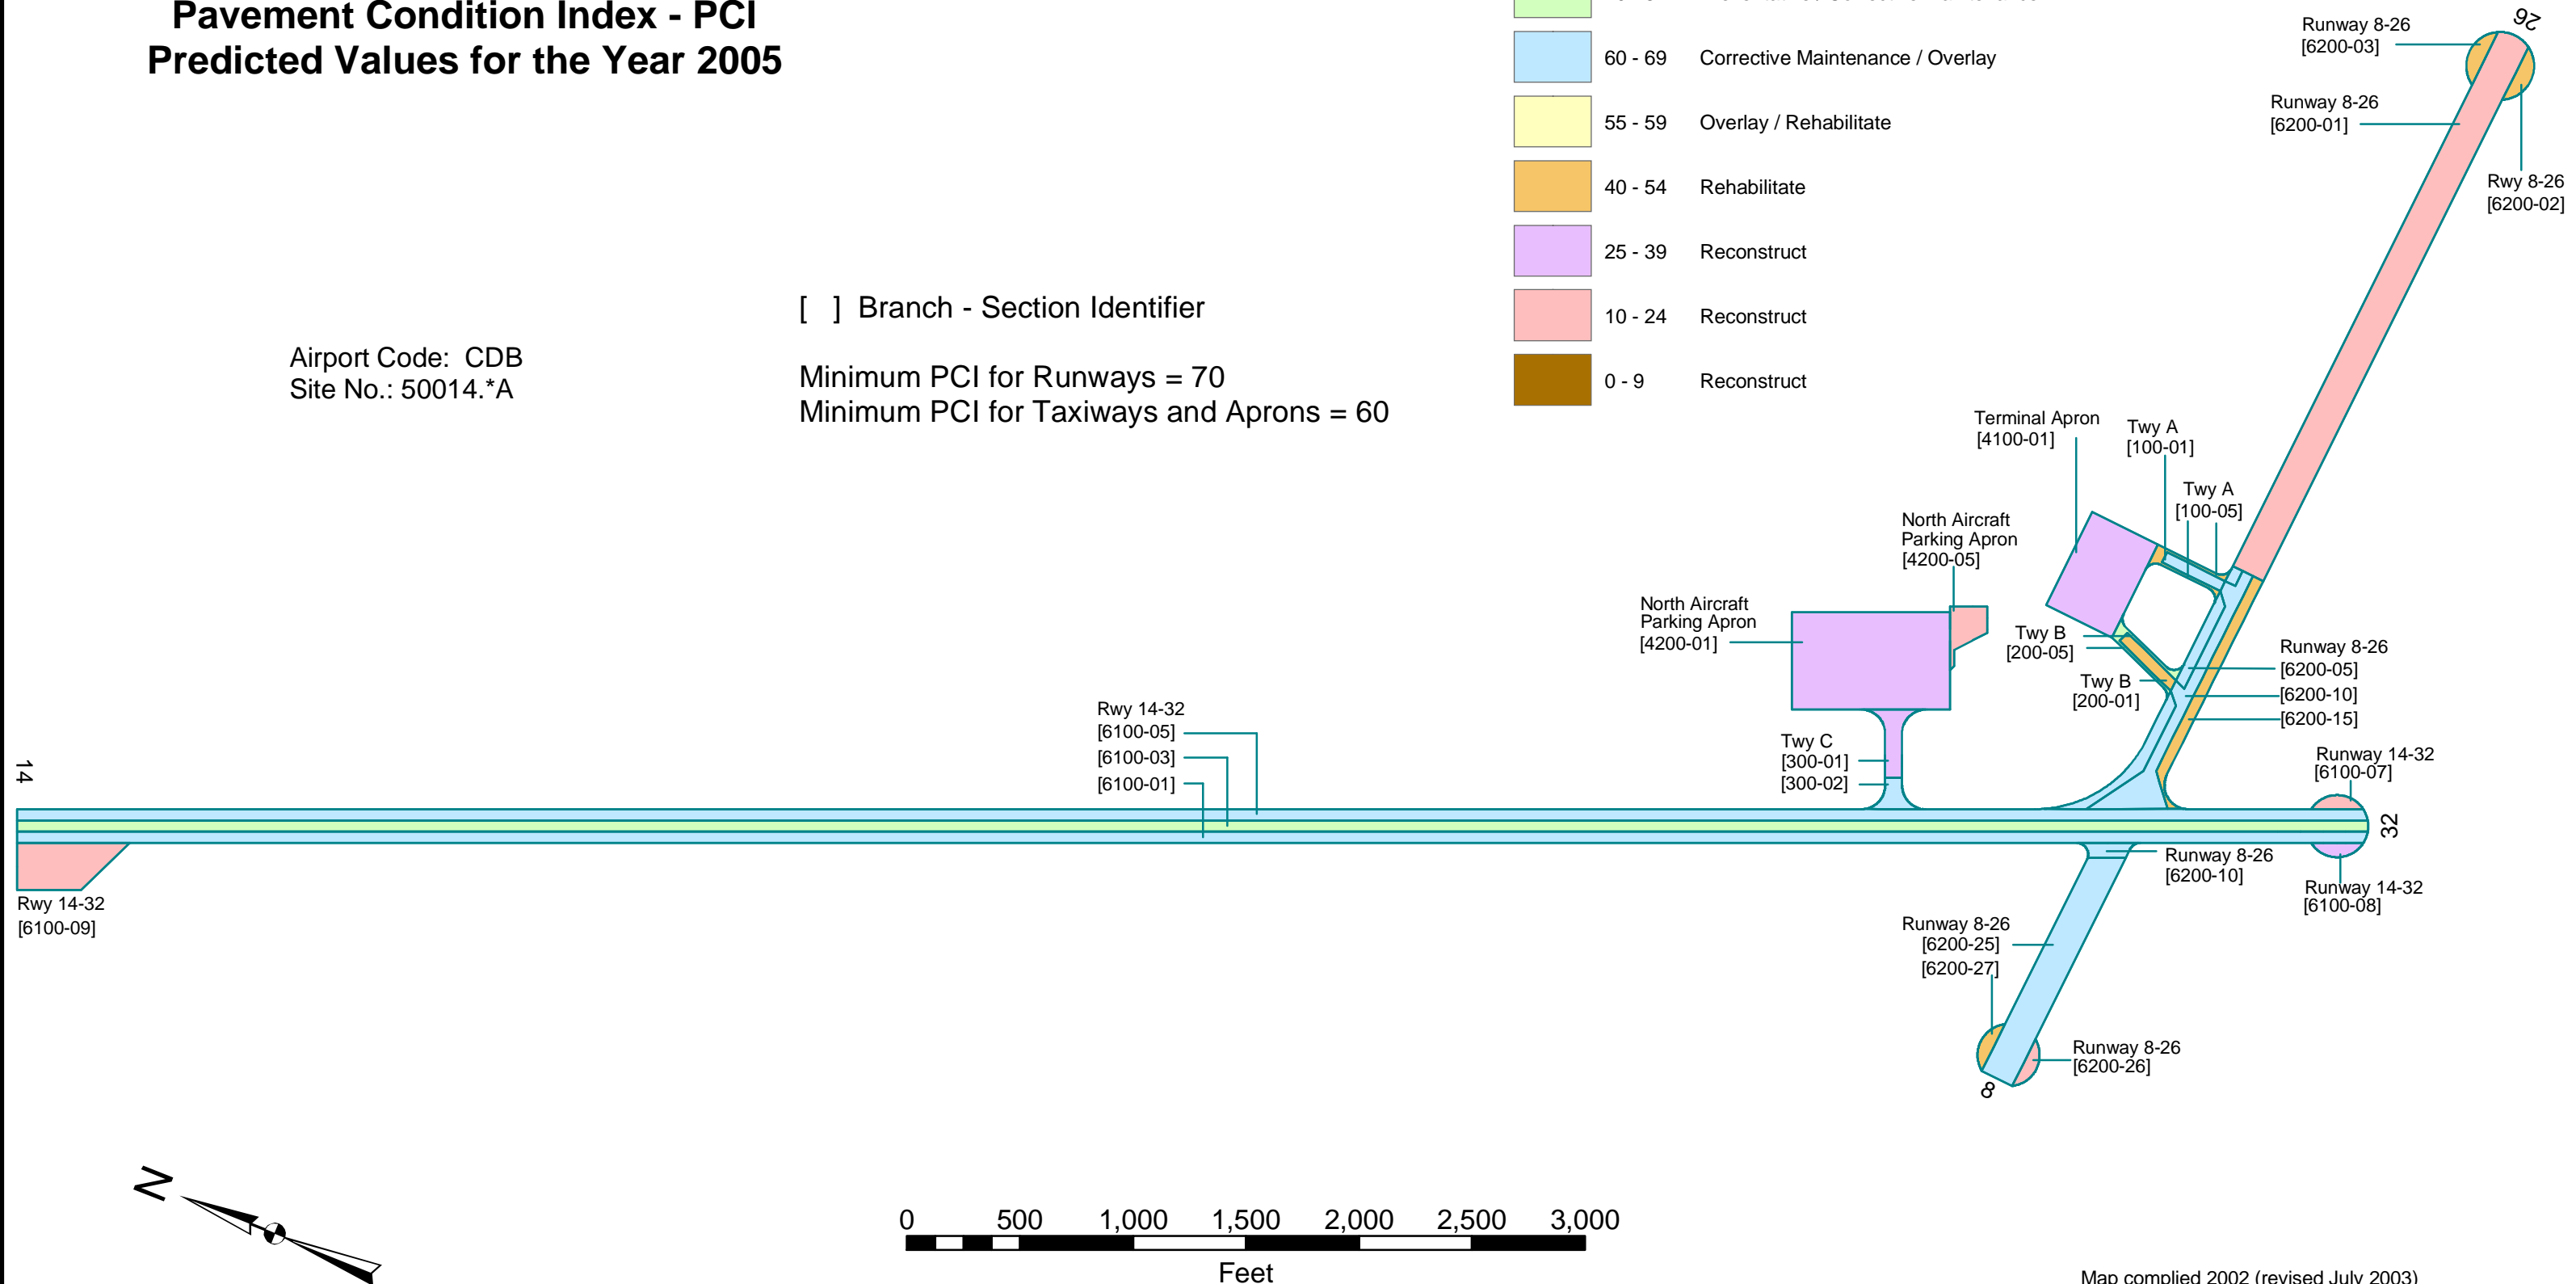 Pavement Condition Index - PCI
Predicted Values for the Year 2005
Airport Code: CDB
Site No.: 50014.*A
[ ] Branch - Section Identifier
Minimum PCI for Runways = 70
Minimum PCI for Taxiways and Aprons = 60
60 - 69 Corrective Maintenance / Overlay
55 - 59 Overlay / Rehabilitate
40 - 54 Rehabilitate
25 - 39 Reconstruct
10 - 24 Reconstruct
0 - 9 Reconstruct
26
Runway 8-26
[6200-03]
Runway 8-26
[6200-01]
Rwy 8-26
[6200-02]
Terminal Apron
[4100-01]
Twy A
[100-01]
Twy A
[100-05]
North Aircraft
Parking Apron
[4200-05]
North Aircraft
Parking Apron
[4200-01]
Twy B
[200-05]
Twy B
[200-01]
Runway 8-26
[6200-05]
[6200-10]
[6200-15]
Rwy 14-32
[6100-05]
[6100-03]
[6100-01]
Twy C
[300-01]
[300-02]
Runway 14-32
[6100-07]
14
32
Rwy 14-32
[6100-09]
Runway 8-26
[6200-10]
Runway 14-32
[6100-08]
Runway 8-26
[6200-25]
[6200-27]
Runway 8-26
[6200-26]
8
N
0 500 1,000 1,500 2,000 2,500 3,000
Feet
Map complied 2002 (revised July 2003)